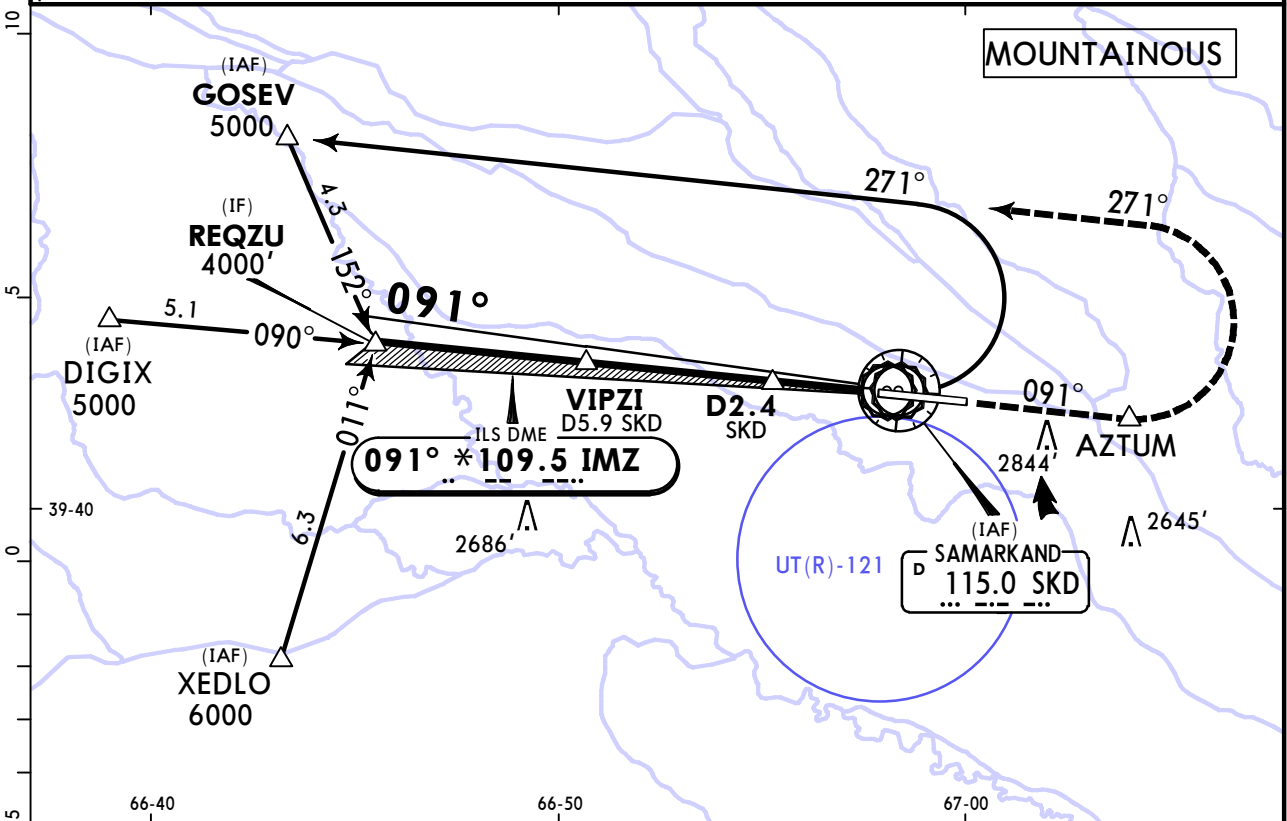 10
MOUNTAINOUS
(IAF)
GOSEV
5000
271°
271°
4.3
(IF)
REQZU
4000'
152°
091°
5
5.1
090°
(IAF)
DIGIX
5000
VIPZI
D5.9 SKD
D2.4
SKD
091°
AZTUM
011°
ILS DME
091° *109.5 IMZ
2844'
39-40
6.3
2686'
2645'
(IAF)
SAMARKAND
D 115.0 SKD
UT(R)-121
0
(IAF)
XEDLO
6000
5
66-40
66-50
67-00